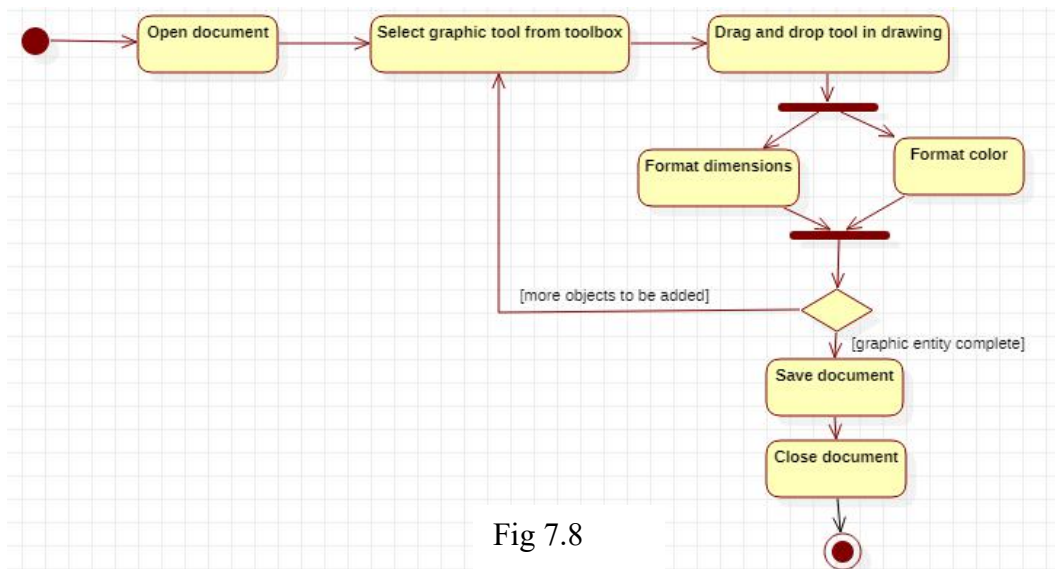 Open document
Select graphic tool from toolbox
Drag and drop tool in drawing
Format dimensions
Format color
[more objects to be added]
[graphic entity complete]
Save document
Close document
Fig 7.8